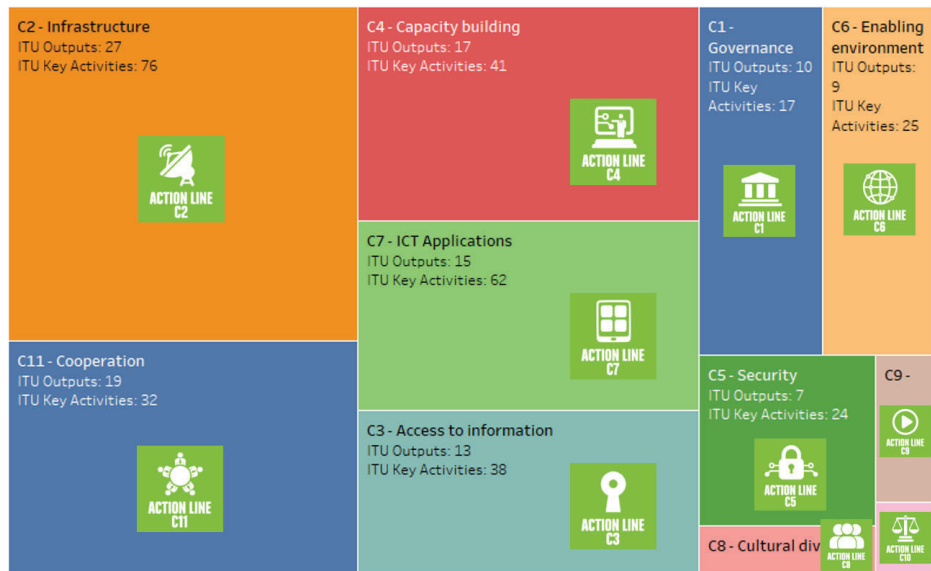 C2 - Infrastructure
ITU Outputs: 27
ITU Key Activities: 76
ACTION LINE
C2
C11 - Cooperation
ITU Outputs: 19
ITU Key Activities: 32
ACTION LINE
C11
C4 - Capacity building
ITU Outputs: 17
ITU Key Activities: 41
ACTION LINE
C4
C7 - ICT Applications
ITU Outputs: 15
ITU Key Activities: 62
ACTION LINE
C7
C3 - Access to information
ITU Outputs: 13
ITU Key Activities: 38
ACTION LINE
C3
C1 -
Governance
ITU Outputs: 10
ITU Key
Activities: 17
ACTION LINE
C1
C6 - Enabling
environment
ITU Outputs:
9
ITU Key
Activities: 25
ACTION LINE
C6
C5 - Security
ITU Outputs: 7
ITU Key Activities: 24
ACTION LINE
C5
C9 -
ACTION LINE
C9
C8 - Cultural div
ACTION LINE
C8
ACTION LINE
C10